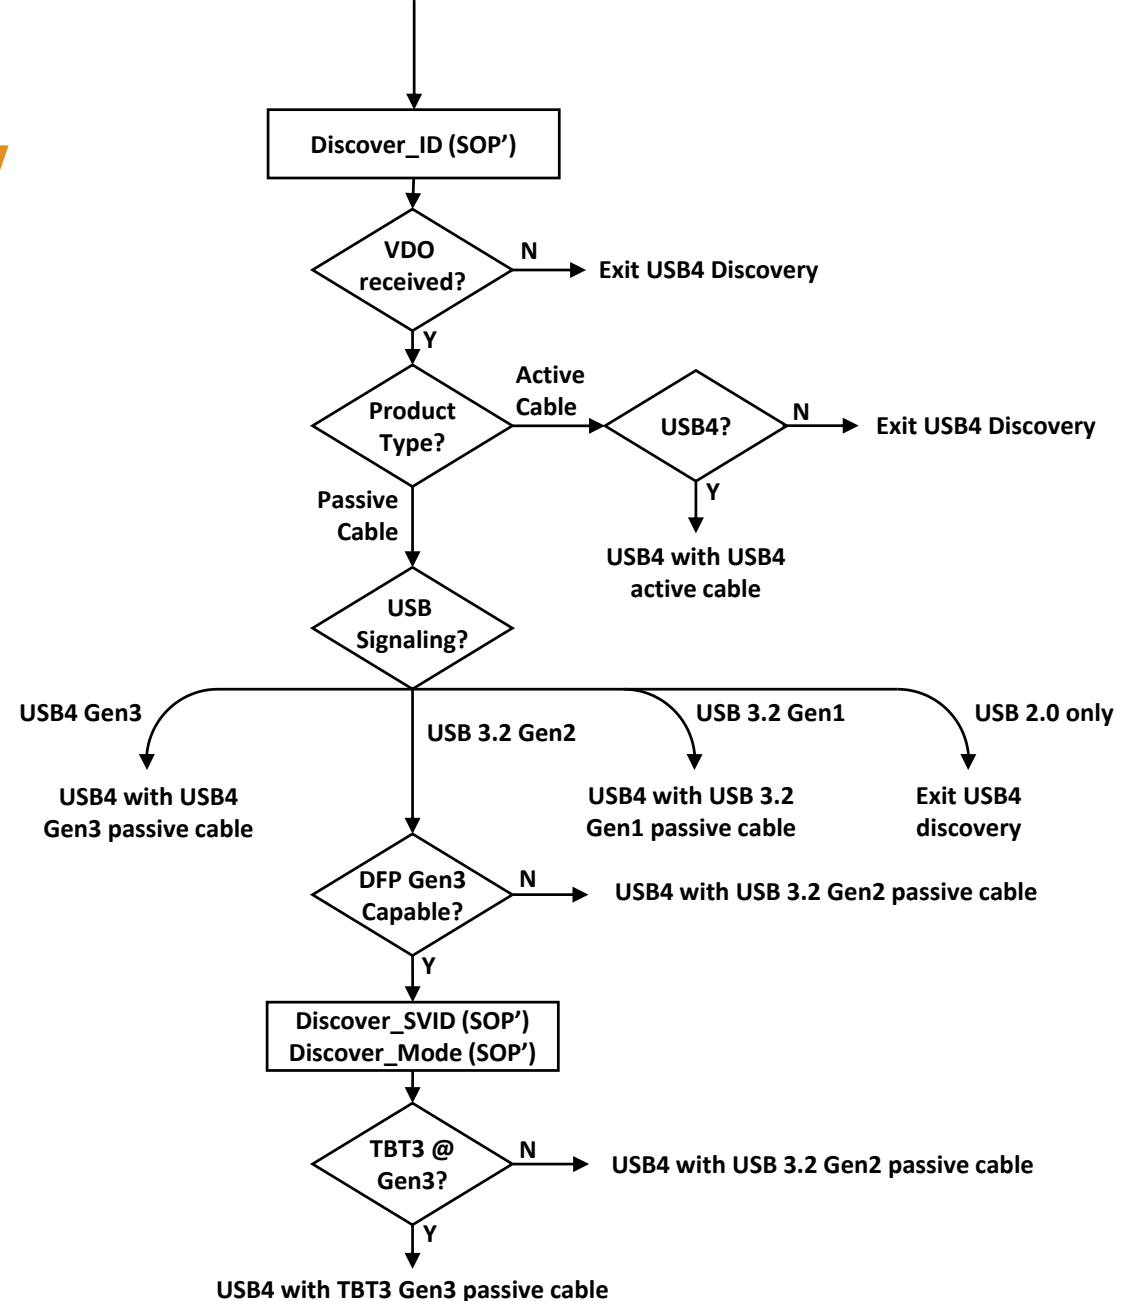 Discover_ID (SOP’)
VDO
received?
N
Exit USB4 Discovery
Y
Product
Type?
Active
Cable
USB4?
N
Exit USB4 Discovery
Y
USB4 with USB4
active cable
Passive
Cable
USB
Signaling?
USB4 Gen3
USB 3.2 Gen2
USB 3.2 Gen1
USB 2.0 only
USB4 with USB4
Gen3 passive cable
USB4 with USB 3.2
Gen1 passive cable
Exit USB4
discovery
DFP Gen3
Capable?
N
USB4 with USB 3.2 Gen2 passive cable
Y
Discover_SVID (SOP’)
Discover_Mode (SOP’)
TBT3 @
Gen3?
N
USB4 with USB 3.2 Gen2 passive cable
Y
USB4 with TBT3 Gen3 passive cable